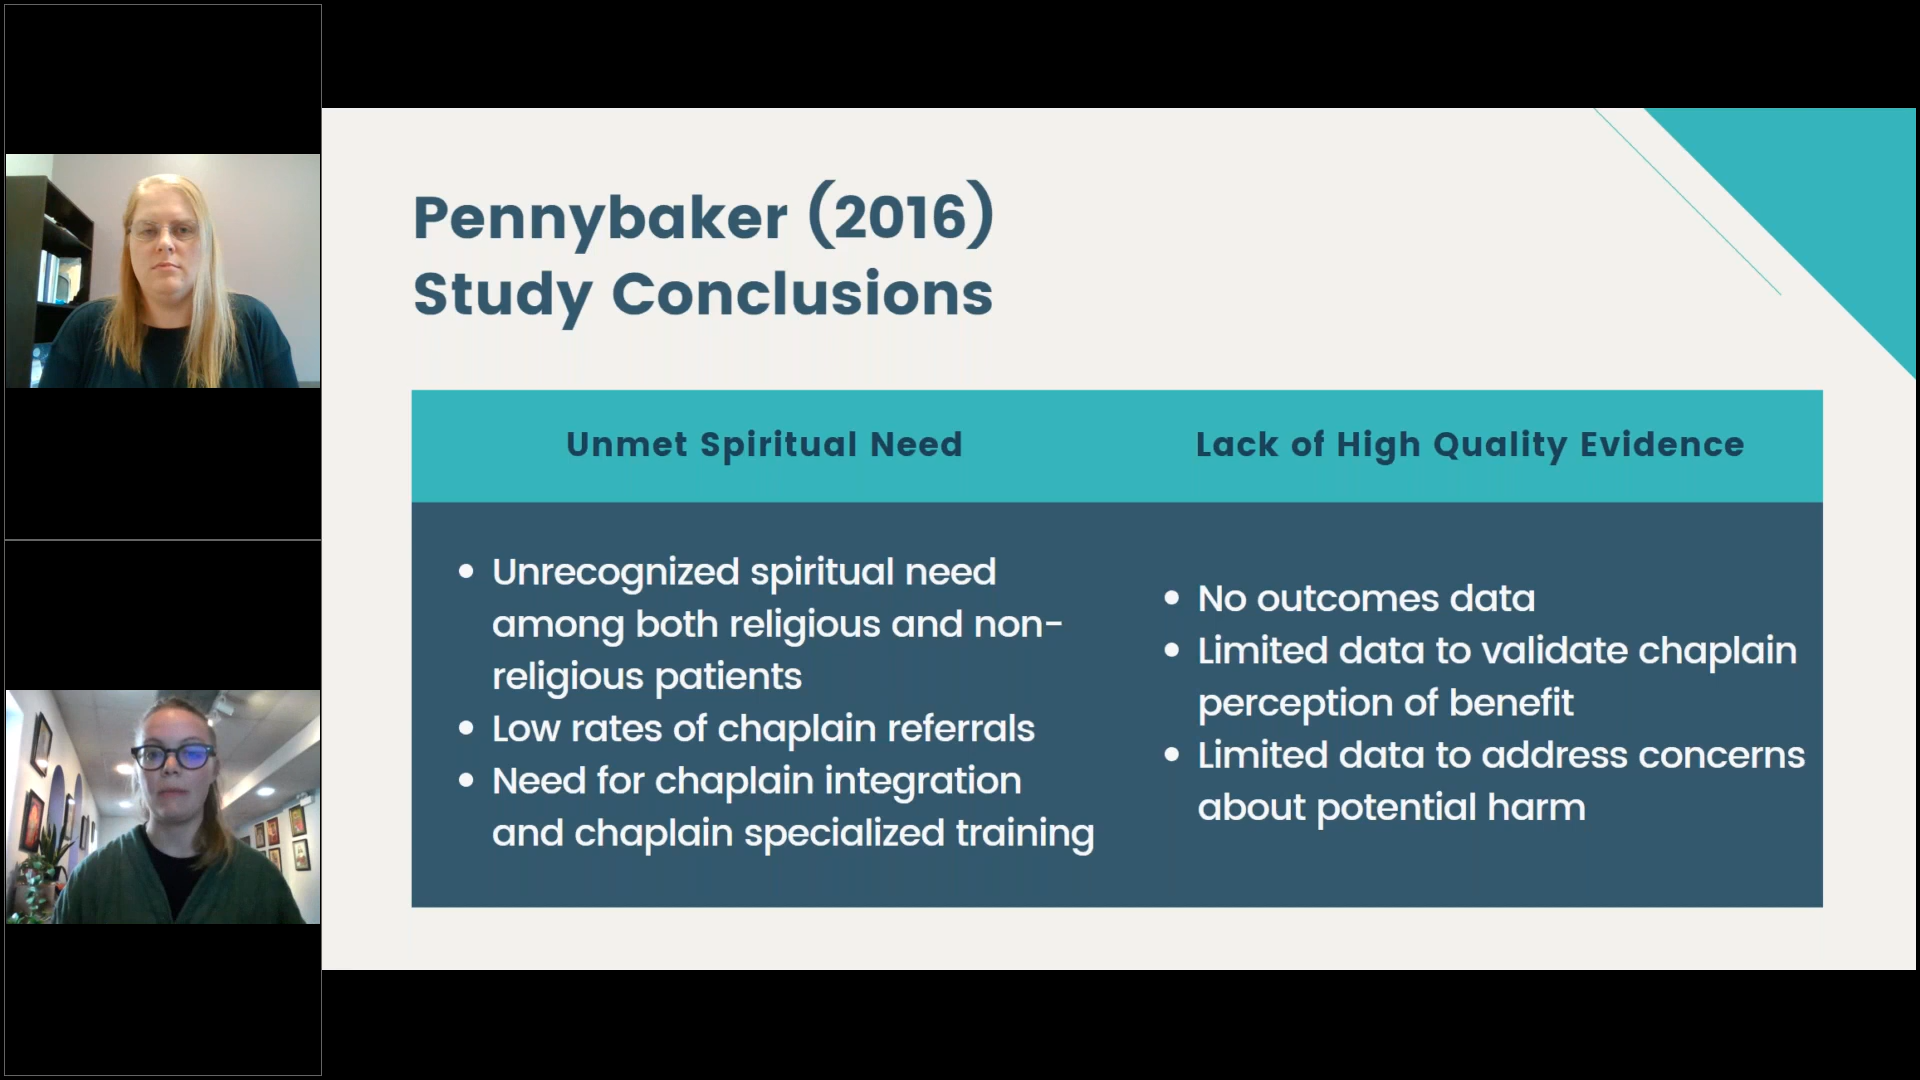 Pennybaker (2016)
Study Conclusions
Unmet Spiritual Need
Unrecognized spiritual need
among both religious and non-
religious patients
Low rates of chaplain referrals
Need for chaplain integration
and chaplain specialized training
Lack of High Quality Evidence
No outcomes data
Limited data to validate chaplain
perception of benefit
Limited data to address concerns
about potential harm